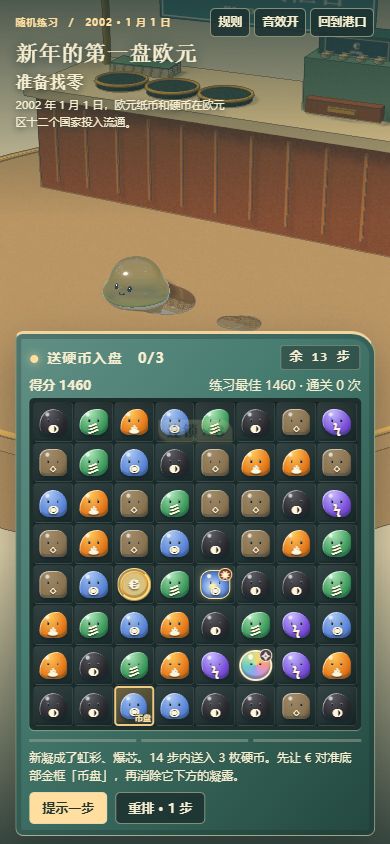 随机练习 / 2002 • 1 月 1 日
规则 音效开 回到港口
新年的第一盘欧元
准备找零
2002 年 1 月 1 日，欧元纸币和硬币在欧元
区十二个国家投入流通。
送硬币入盘 0/3
余 13 步
得分 1460
练习最佳 1460 · 通关 0 次
€
币盘
新凝成了虹彩、爆芯。14 步内送入 3 枚硬币。先让 € 对准底
部金框「币盘」，再消除它下方的凝露。
提示一步
重排 • 1 步